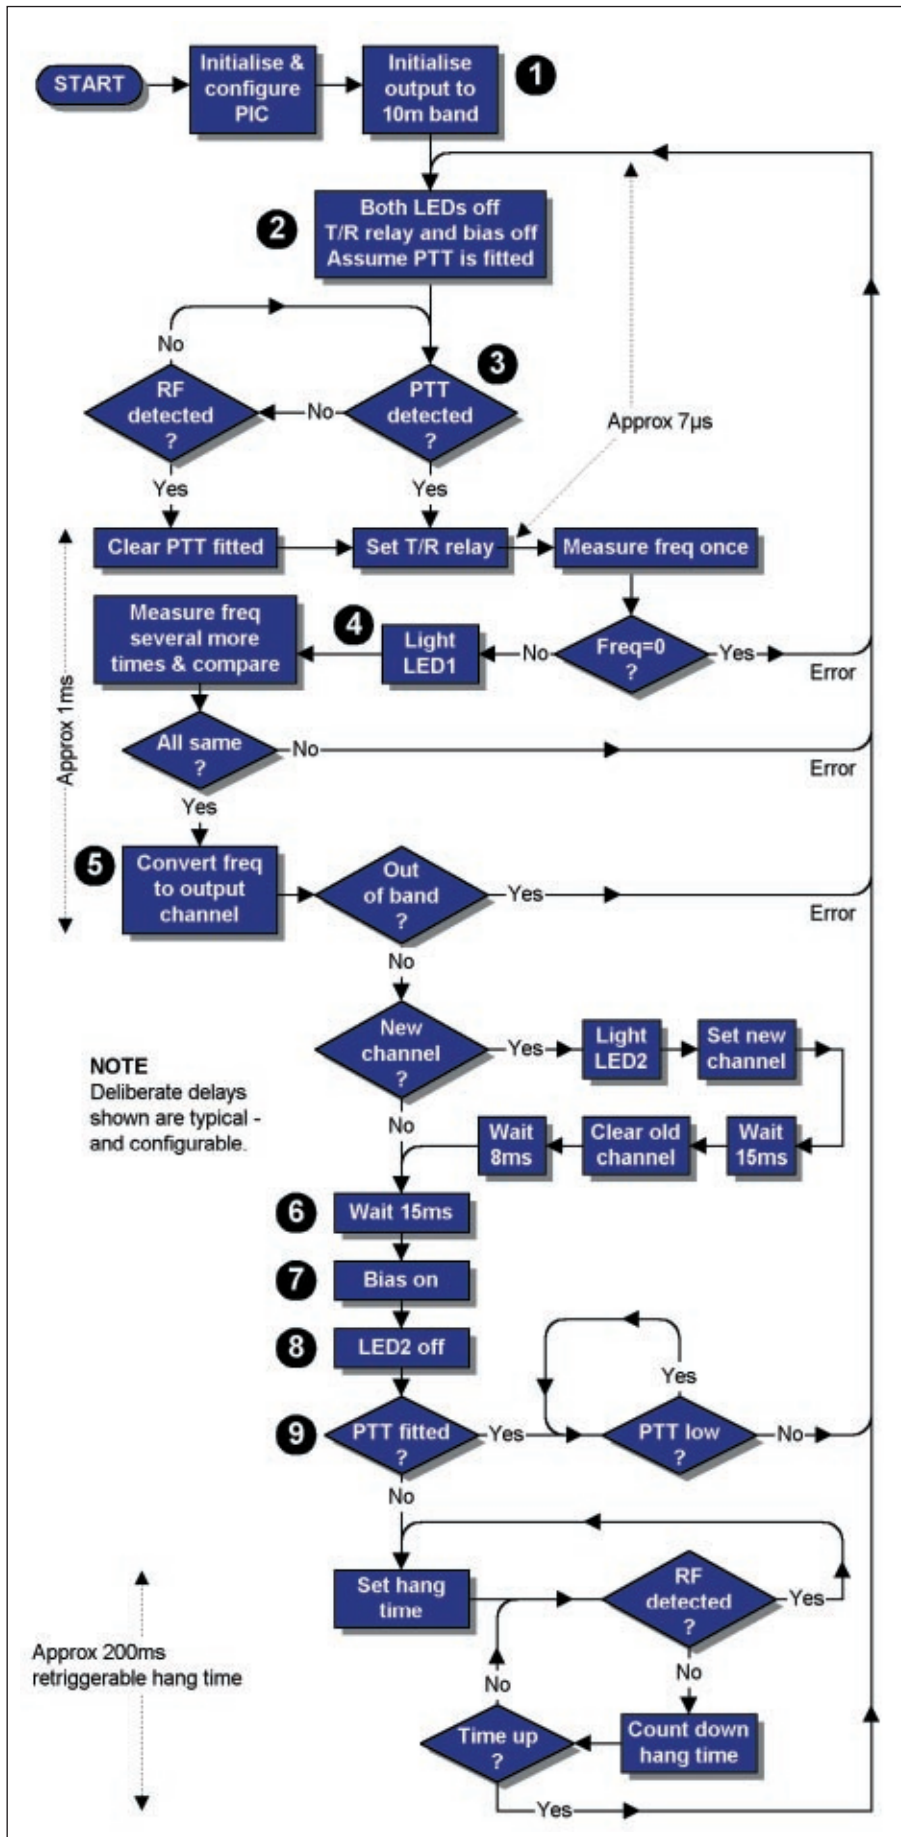 START
Initialise &
configure
PIC
Initialise
output to
10m band
1
2
Both LEDs off
T/R relay and bias off
Assume PTT is fitted
No
3
RF
detected
?
No
PTT
detected
?
Approx 7µs
Yes
Yes
Clear PTT fitted
Set T/R relay
Measure freq once
Measure freq
several more
times & compare
4
Light
LED1
No
Freq=0
?
Yes
Error
Approx 1ms
All same
?
No
Error
Yes
5
Convert freq
to output
channel
Out
of band
?
Yes
Error
No
New
channel
?
Yes
Light
LED2
Set new
channel
NOTE
Deliberate delays
shown are typical -
and configurable.
No
Wait
8ms
Clear old
channel
Wait
15ms
6
Wait 15ms
7
Bias on
8
LED2 off
Yes
9
PTT fitted
?
Yes
PTT low
?
No
No
Set hang
time
RF
detected
?
Yes
Approx 200ms
retriggerable hang time
No
No
Time up
?
Count down
hang time
Yes